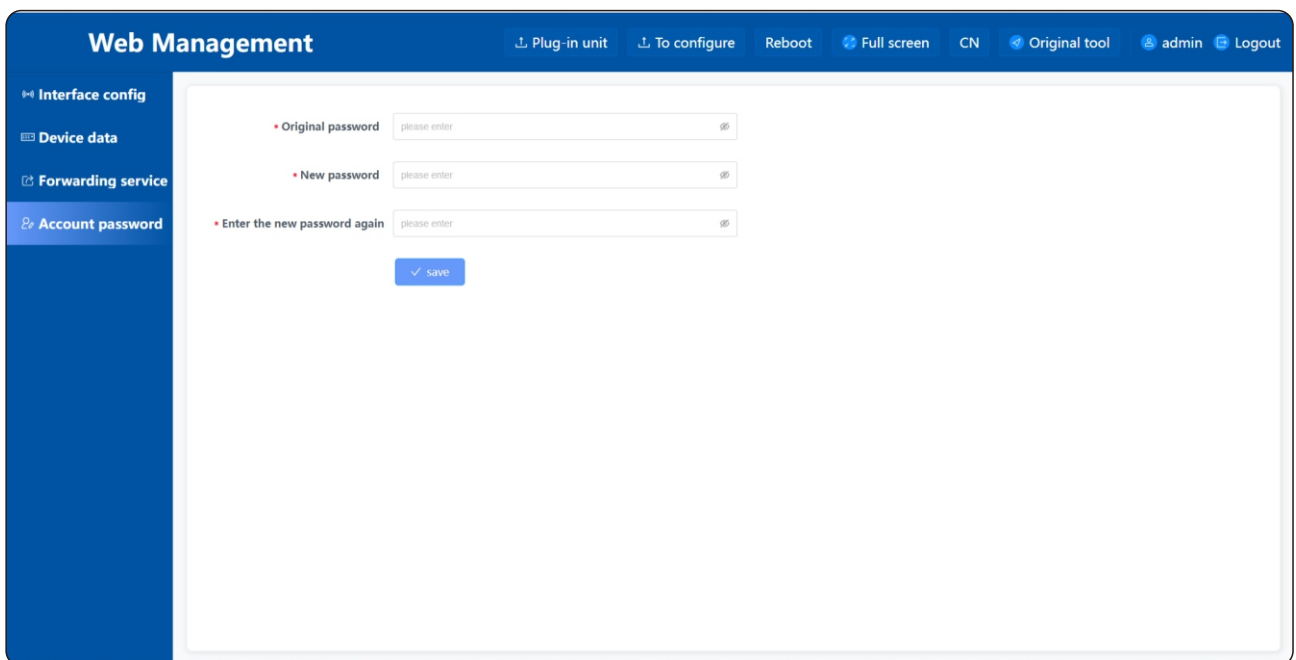 Web Management
Plug-in unit To configure Reboot Full screen CN Original tool admin Logout
Interface config
Device data
Forwarding service
Account password
* Original password please enter
* New password please enter
* Enter the new password again please enter
save